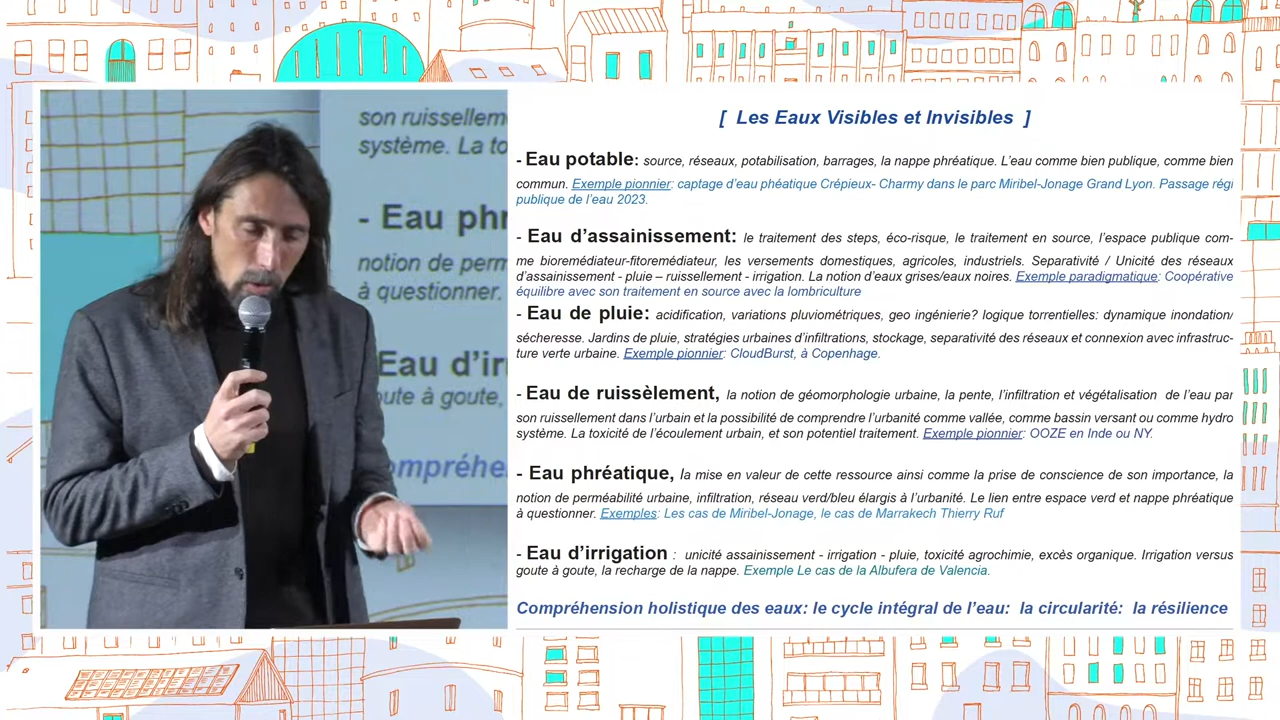 son ruissellem
système. La to
- Eau phr
notion de perm
à questionner.
Eau d'irr
oute à goute,
ompréhe
[ Les Eaux Visibles et Invisibles ]
- Eau potable: source, réseaux, potabilisation, barrages, la nappe phréatique. L'eau comme bien publique, comme bien
commun. Exemple pionnier: captage d'eau phéatique Crépieux- Charmy dans le parc Miribel-Jonage Grand Lyon. Passage régi
publique de l'eau 2023.
- Eau d'assainissement: le traitement des steps, éco-risque, le traitement en source, l'espace publique com-
me bioremédiateur-fitoremédiateur, les versements domestiques, agricoles, industriels. Separativité / Unicité des réseaux
d'assainissement - pluie – ruissellement - irrigation. La notion d'eaux grises/eaux noires. Exemple paradigmatique: Coopérative
équilibre avec son traitement en source avec la lombriculture
- Eau de pluie: acidification, variations pluviométriques, geo ingénierie? logique torrentielles: dynamique inondation/
sécheresse. Jardins de pluie, stratégies urbaines d'infiltrations, stockage, separativité des réseaux et connexion avec infrastruc-
ture verte urbaine. Exemple pionnier: CloudBurst, à Copenhage.
- Eau de ruissèlement, la notion de géomorphologie urbaine, la pente, l'infiltration et végétalisation de l'eau par
son ruissellement dans l'urbain et la possibilité de comprendre l'urbanité comme vallée, comme bassin versant ou comme hydro
système. La toxicité de l'écoulement urbain, et son potentiel traitement. Exemple pionnier: OOZE en Inde ou NY.
- Eau phréatique, la mise en valeur de cette ressource ainsi comme la prise de conscience de son importance, la
notion de perméabilité urbaine, infiltration, réseau verd/bleu élargis à l'urbanité. Le lien entre espace verd et nappe phréatique
à questionner. Exemples: Les cas de Miribel-Jonage, le cas de Marrakech Thierry Ruf
- Eau d'irrigation : unicité assainissement - irrigation - pluie, toxicité agrochimie, excès organique. Irrigation versus
goute à goute, la recharge de la nappe. Exemple Le cas de la Albufera de Valencia.
Compréhension holistique des eaux: le cycle intégral de l'eau: la circularité: la résilience